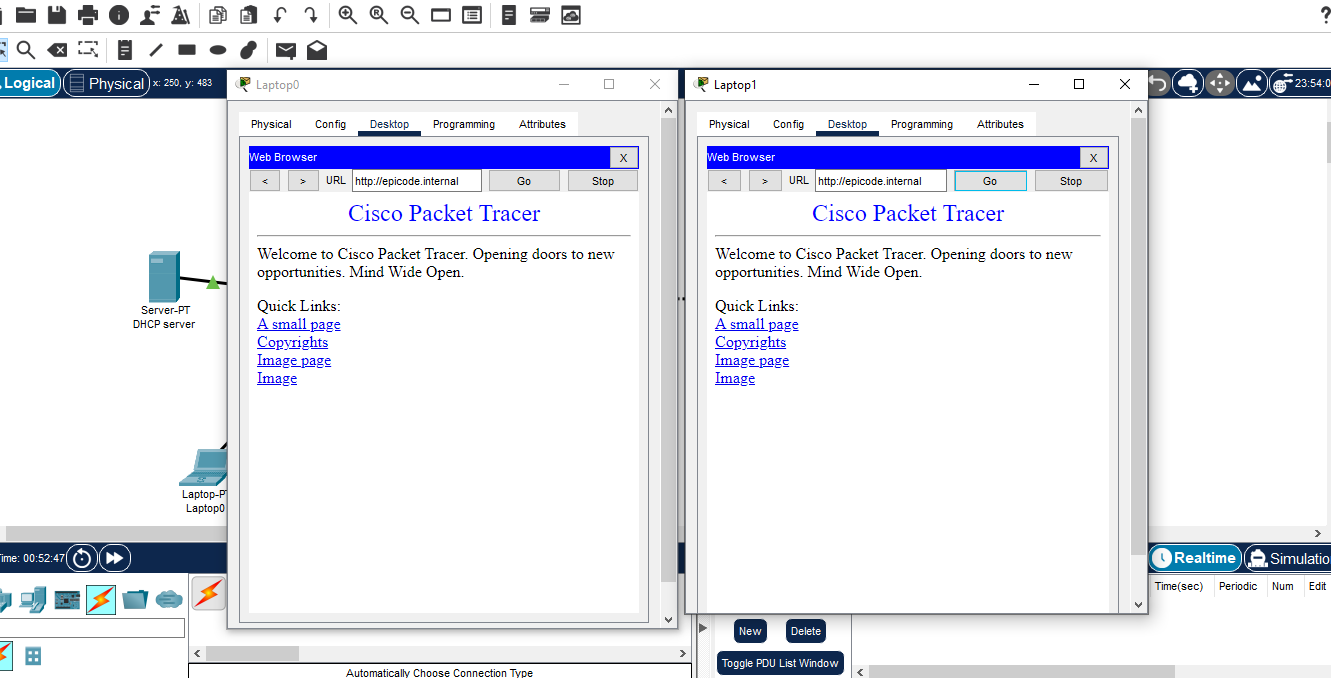 Logical
Physical
x: 250, y: 483
23:54:0
Server-PT
DHCP server
Laptop-P
Laptop0
Laptop0
Physical Config Desktop Programming Attributes
Web Browser X
< > URL http://epicode.internal Go Stop
Cisco Packet Tracer
Welcome to Cisco Packet Tracer. Opening doors to new
opportunities. Mind Wide Open.
Quick Links:
A small page
Copyrights
Image page
Image
Laptop1
Physical Config Desktop Programming Attributes
Web Browser X
< > URL http://epicode.internal Go Stop
Cisco Packet Tracer
Welcome to Cisco Packet Tracer. Opening doors to new
opportunities. Mind Wide Open.
Quick Links:
A small page
Copyrights
Image page
Image
ime: 00:52:47
Realtime
Simulatio
Time(sec) Periodic Num Edit
New Delete
Toggle PDU List Window
Automatically Choose Connection Type